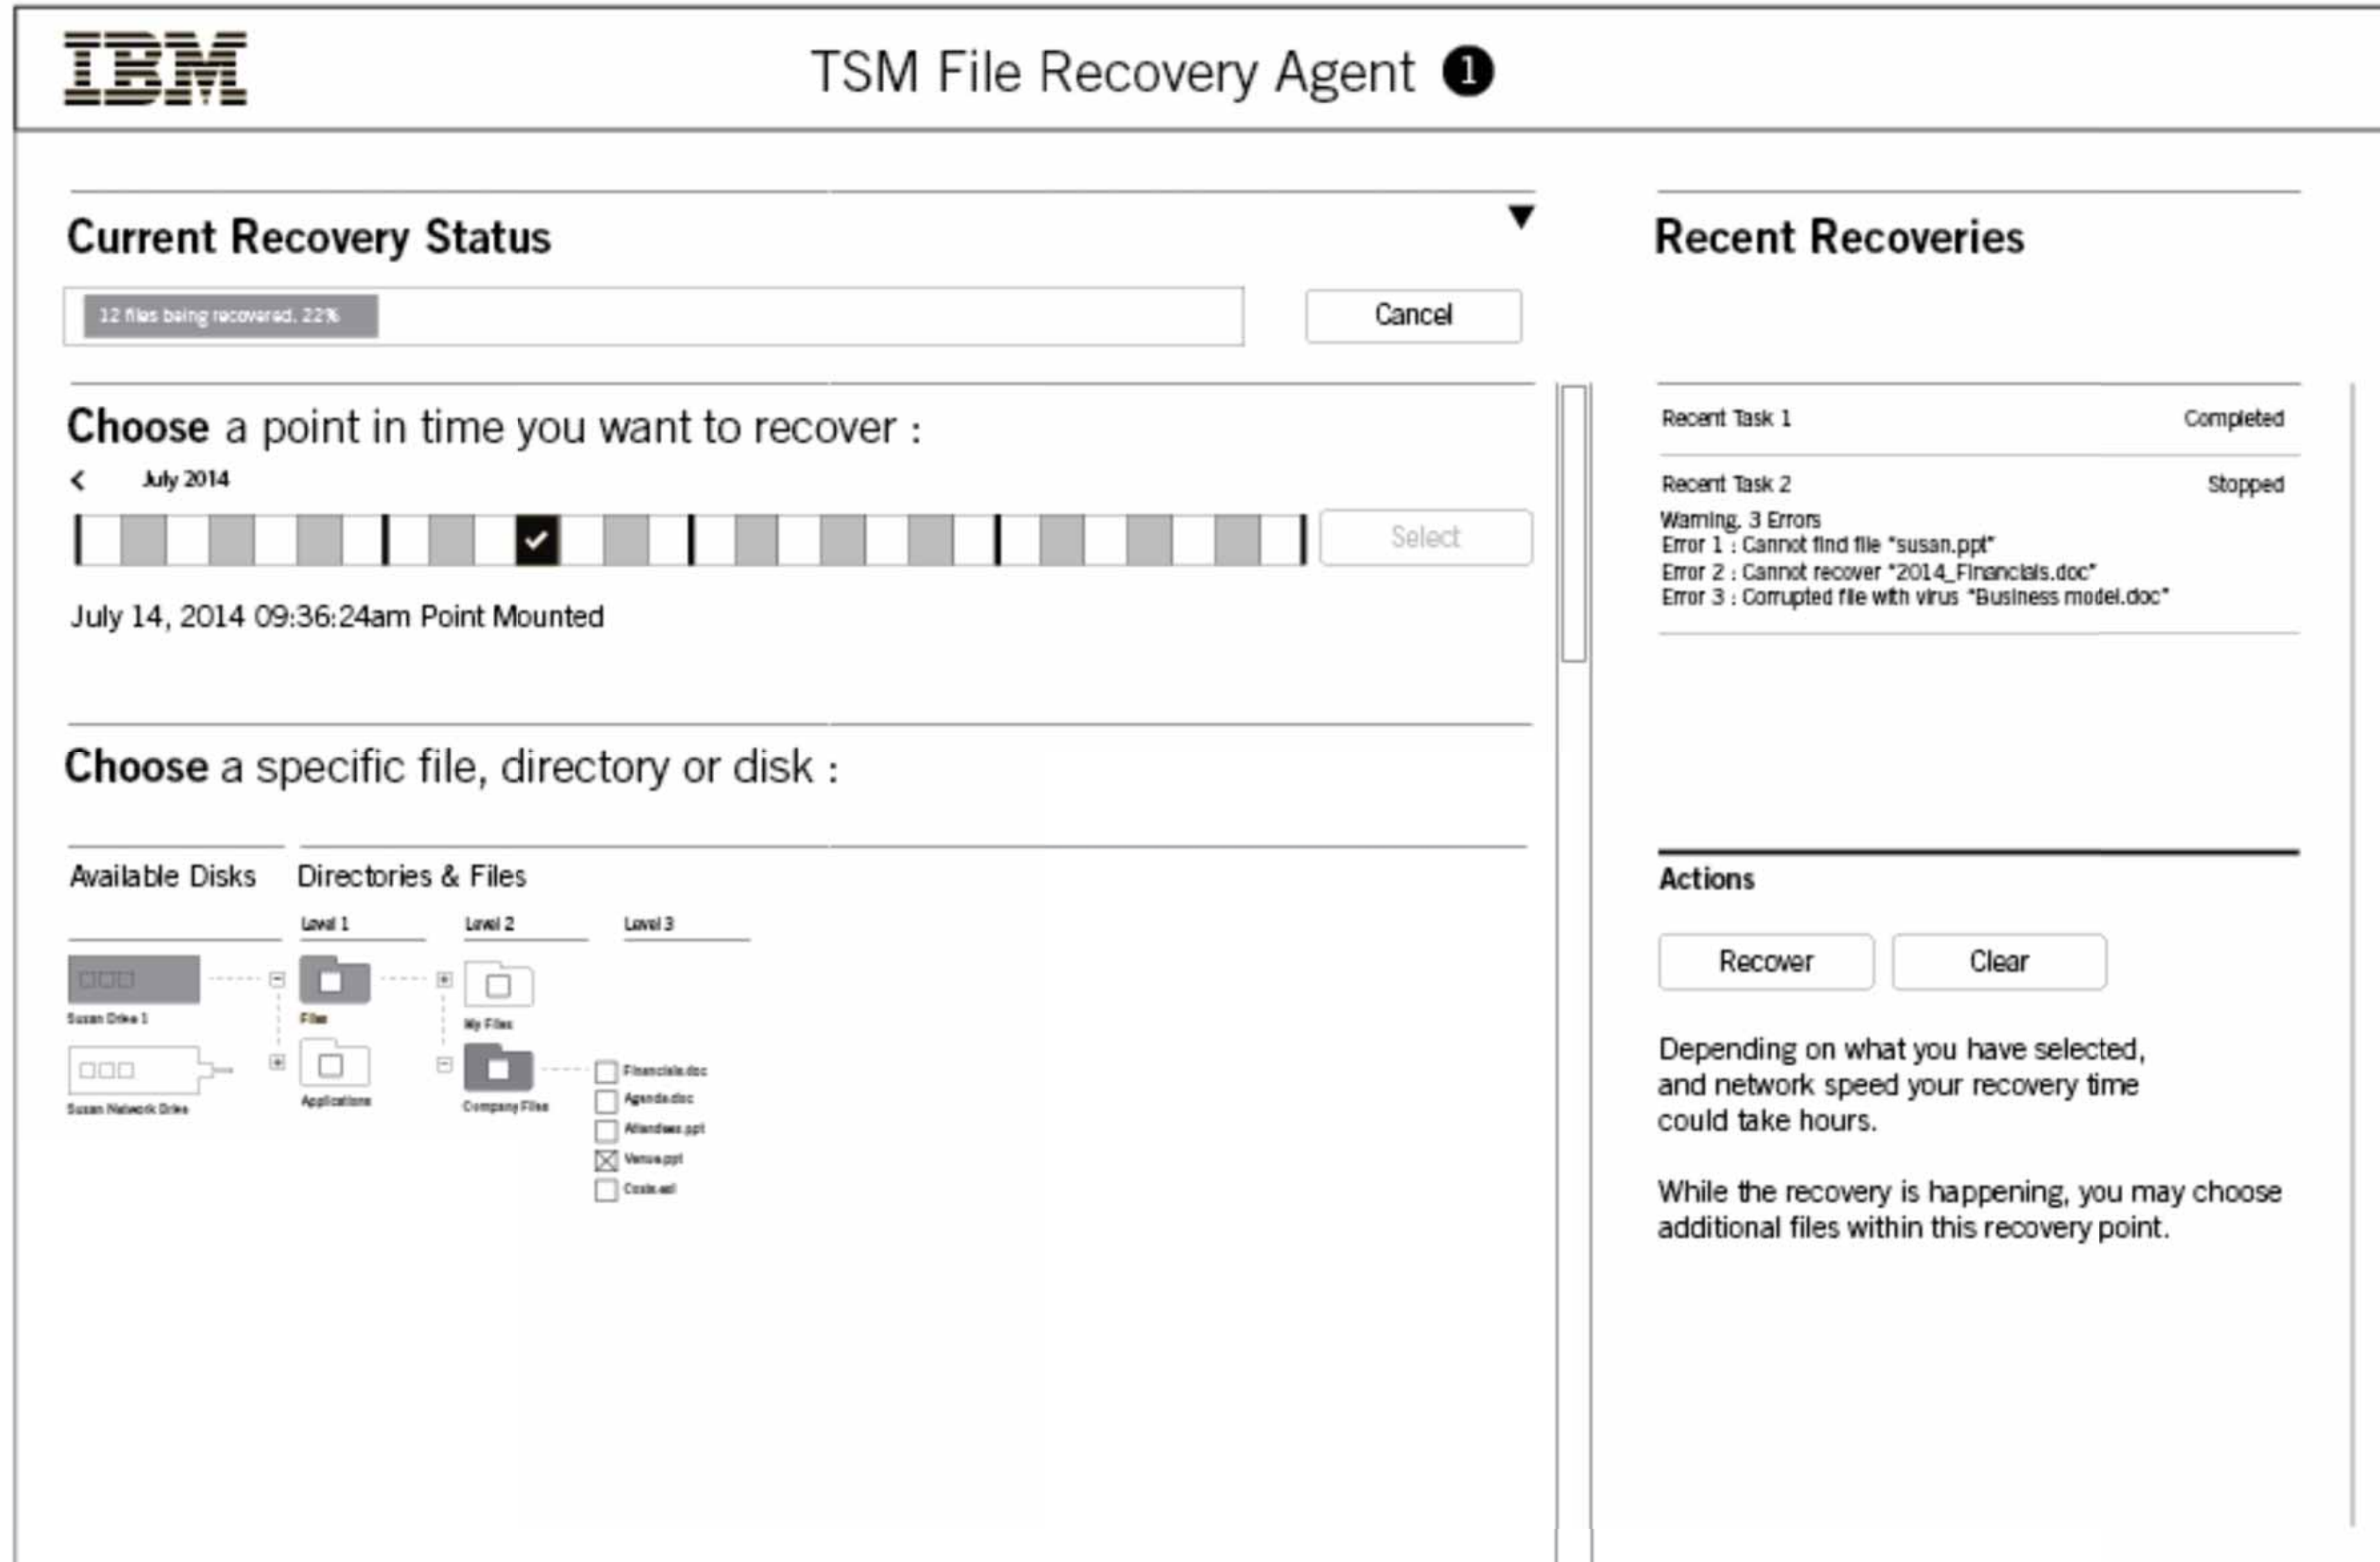 IBM
TSM File Recovery Agent 1
Current Recovery Status
12 files being recovered. 22%
Cancel
Choose a point in time you want to recover :
< July 2014
Select
July 14, 2014 09:36:24am Point Mounted
Choose a specific file, directory or disk :
Available Disks
Directories & Files
Level 1
Level 2
Level 3
Susan Drive 1
Files
My Files
Susan Network Drive
Applications
Company Files
Financials.doc
Agenda.doc
Attendees.ppt
Venue.ppt
Recent Recoveries
Recent Task 1 Completed
Recent Task 2 Stopped
Warning. 3 Errors
Error 1 : Cannot find file "susan.ppt"
Error 2 : Cannot recover "2014_Financials.doc"
Error 3 : Corrupted file with virus "Business model.doc"
Actions
Recover
Clear
Depending on what you have selected,
and network speed your recovery time
could take hours.
While the recovery is happening, you may choose
additional files within this recovery point.